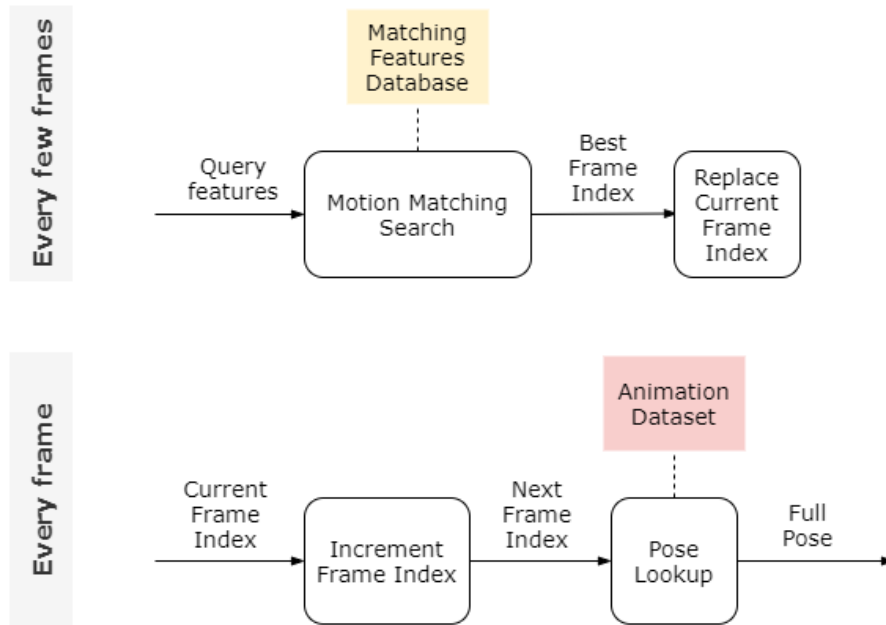 Every few frames
Matching
Features
Database
Query
features
Motion Matching
Search
Best
Frame
Index
Replace
Current
Frame
Index
Every frame
Animation
Dataset
Current
Frame
Index
Increment
Frame Index
Next
Frame
Index
Pose
Lookup
Full
Pose